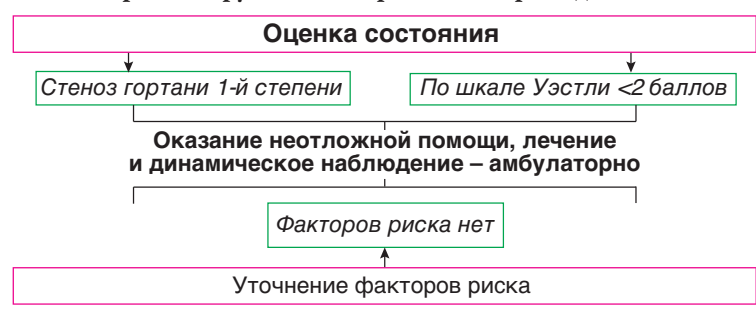 Оценка состояния
Стеноз гортани 1-й степени
По шкале Уэстли <2 баллов
Оказание неотложной помощи, лечение
и динамическое наблюдение – амбулаторно
Факторов риска нет
Уточнение факторов риска